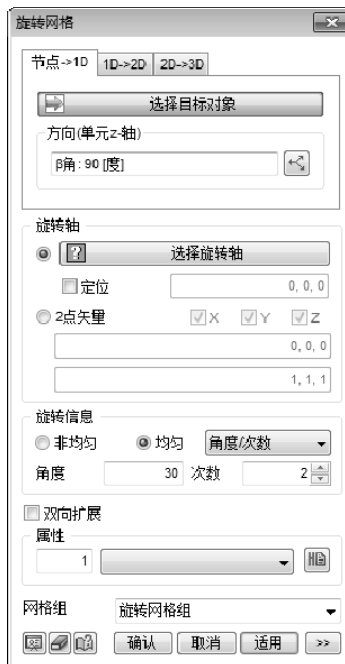 旋转网格
节点->1D 1D->2D 2D->3D
选择目标对象
方向(单元z-轴)
β角: 90 [度]
旋转轴
选择旋转轴
定位 0, 0, 0
2点矢量 X Y Z
0, 0, 0
1, 1, 1
旋转信息
非均匀 均匀 角度/次数
角度 30 次数 2
双向扩展
属性
1
网格组 旋转网格组
确认 取消 适用 >>